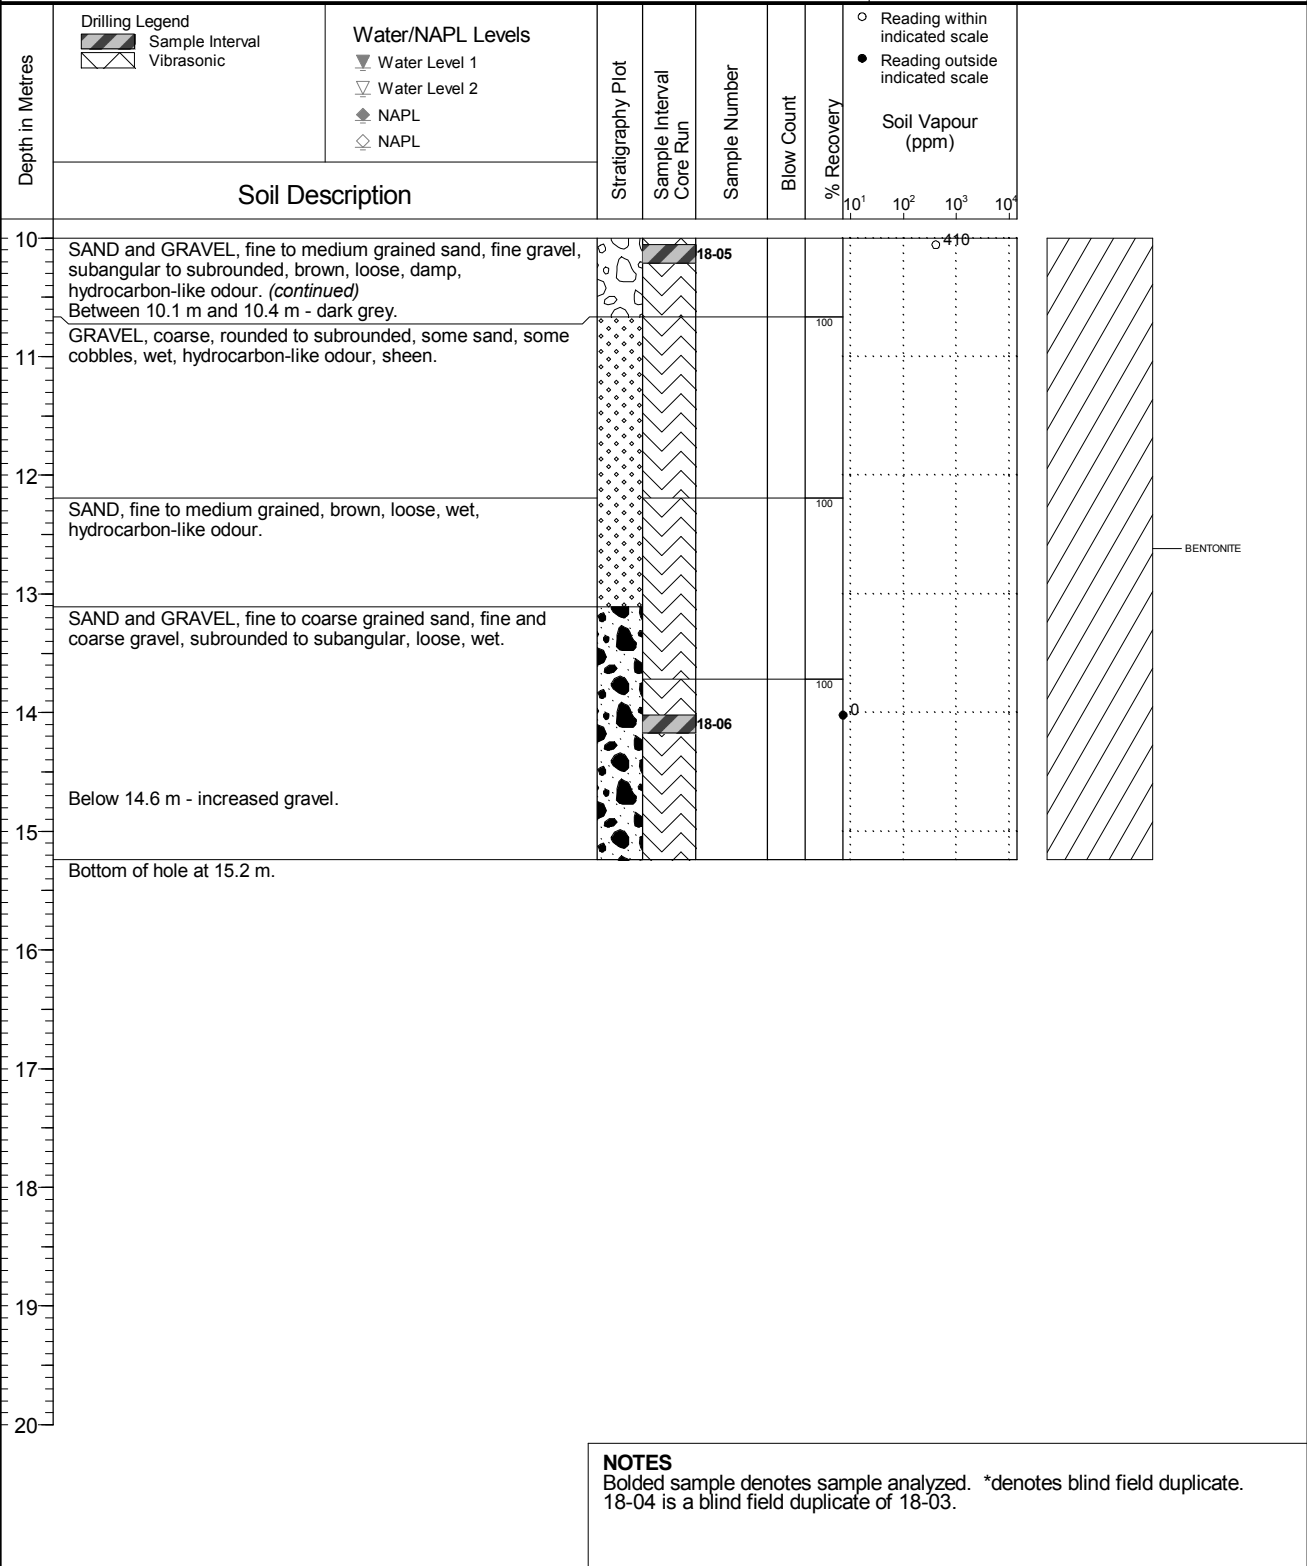 Depth in Metres
Drilling Legend
Sample Interval
Vibrasonic
Water/NAPL Levels
Water Level 1
Water Level 2
NAPL
NAPL
Soil Description
Stratigraphy Plot
Sample Interval
Core Run
Sample Number
Blow Count
% Recovery
Reading within
indicated scale
Reading outside
indicated scale
Soil Vapour
(ppm)
10¹ 10² 10³ 10⁴
10
SAND and GRAVEL, fine to medium grained sand, fine gravel,
subangular to subrounded, brown, loose, damp,
hydrocarbon-like odour. (continued)
Between 10.1 m and 10.4 m - dark grey.
18-05
410
GRAVEL, coarse, rounded to subrounded, some sand, some
cobbles, wet, hydrocarbon-like odour, sheen.
100
11
12
SAND, fine to medium grained, brown, loose, wet,
hydrocarbon-like odour.
100
BENTONITE
13
SAND and GRAVEL, fine to coarse grained sand, fine and
coarse gravel, subrounded to subangular, loose, wet.
100
14
18-06
0
Below 14.6 m - increased gravel.
15
Bottom of hole at 15.2 m.
16
17
18
19
20
NOTES
Bolded sample denotes sample analyzed. *denotes blind field duplicate.
18-04 is a blind field duplicate of 18-03.